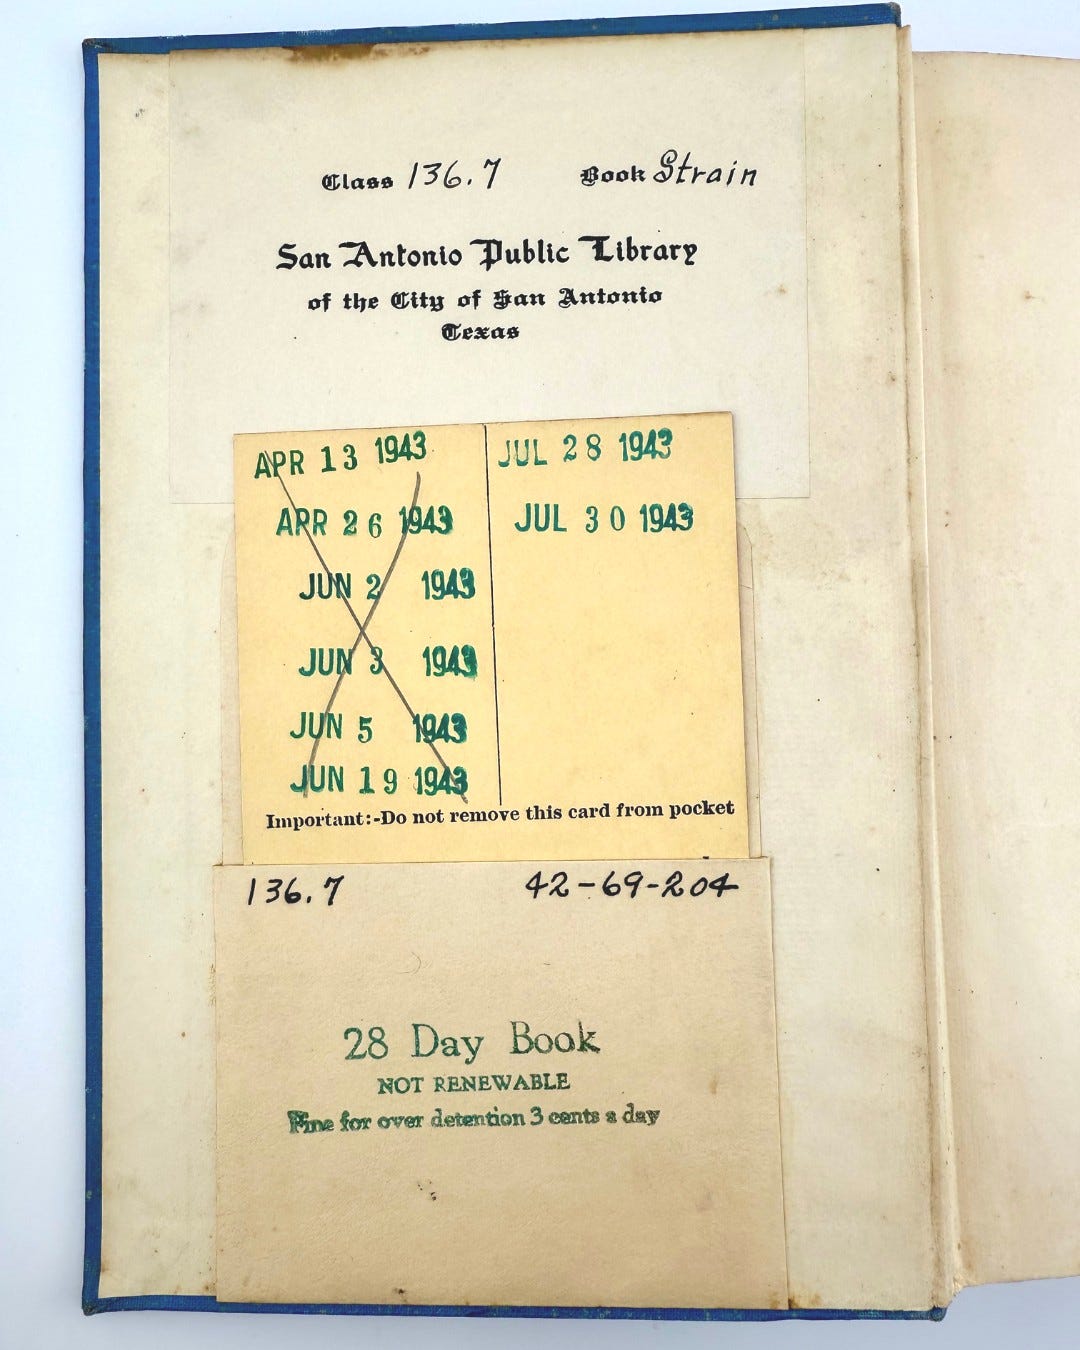 Class 136.7 Book Strain
San Antonio Public Library
of the City of San Antonio
Texas
APR 13 1943
APR 26 1943
JUN 2 1943
JUN 3 1943
JUN 5 1943
JUN 19 1943
JUL 28 1943
JUL 30 1943
Important:-Do not remove this card from pocket
136.7 42-69-204
28 Day Book
NOT RENEWABLE
Fine for over detention 3 cents a day